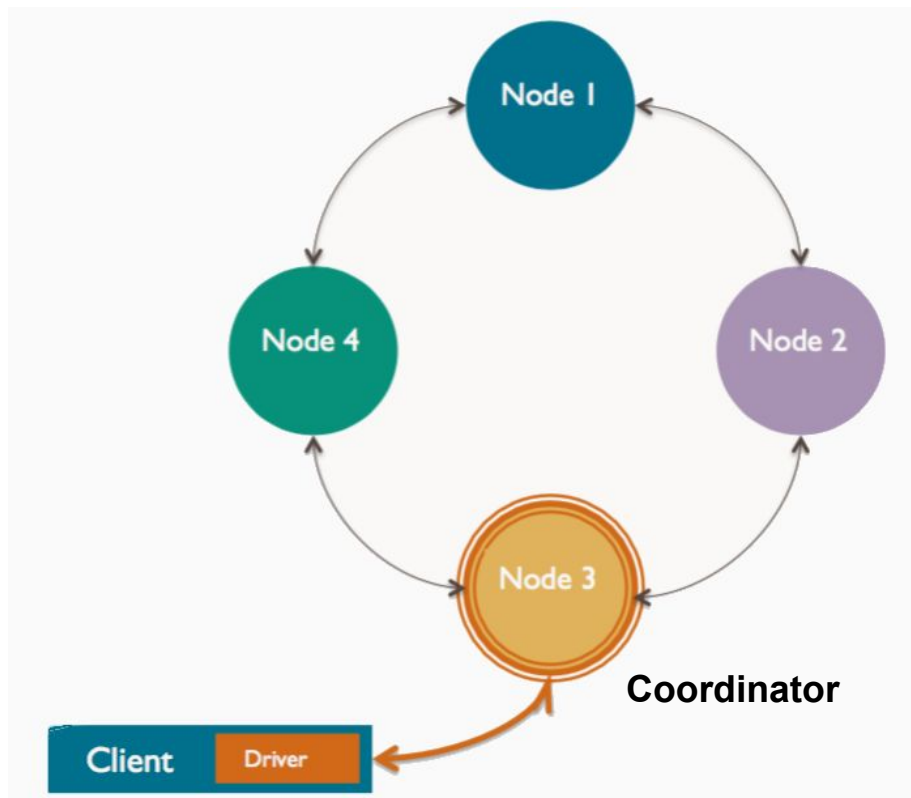 Node 1
Node 4
Node 2
Node 3
Coordinator
Client
Driver